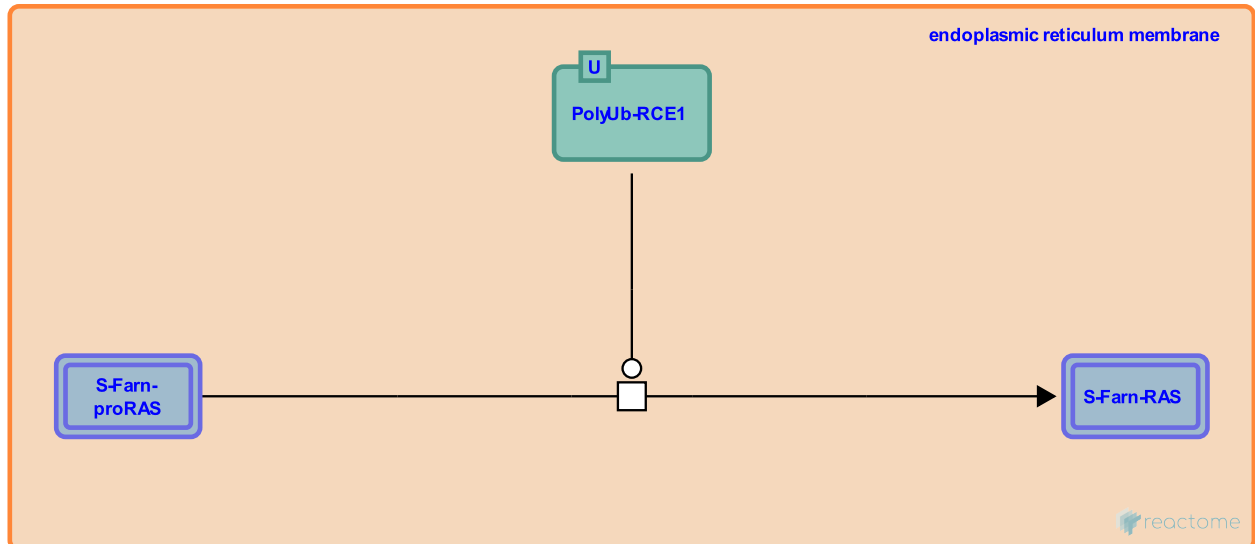 endoplasmic reticulum membrane
U
PolyUb-RCE1
S-Farn-
proRAS
S-Farn-RAS
reactome